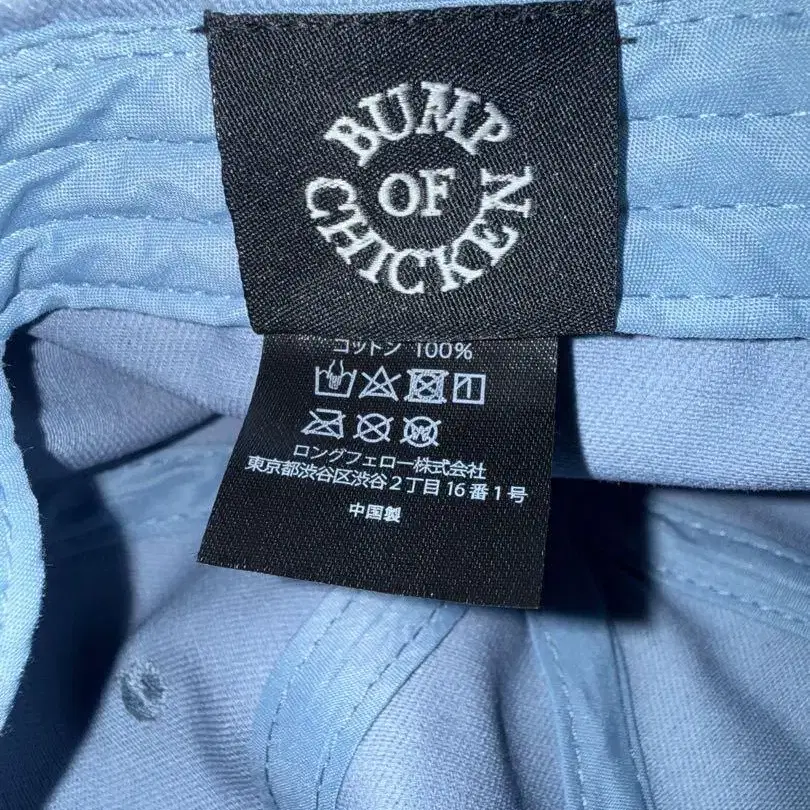 BUMP
OF
CHICKEN
コットン 100%
ロングフェロー株式会社
東京都渋谷区渋谷2丁目16番1号
中国製